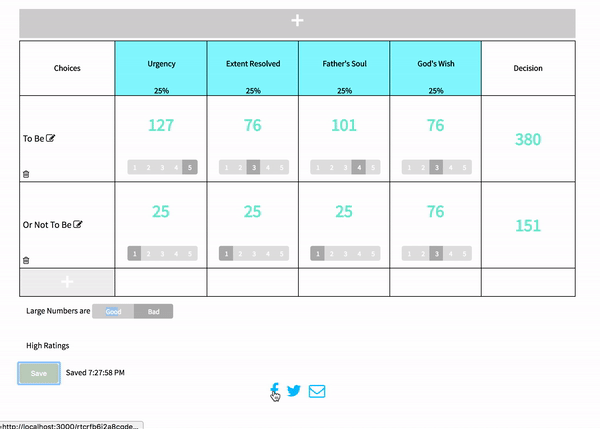 +
Choices Urgency Extent Resolved Father's Soul God's Wish Decision
25% 25% 25% 25%
127 76 101 76
To Be 380
1 2 3 4 5 1 2 3 4 5 1 2 3 4 5 1 2 3 4 5
25 25 25 76
Or Not To Be 151
1 2 3 4 5 1 2 3 4 5 1 2 3 4 5 1 2 3 4 5
+
Large Numbers are Good Bad
High Ratings
Save Saved 7:27:58 PM